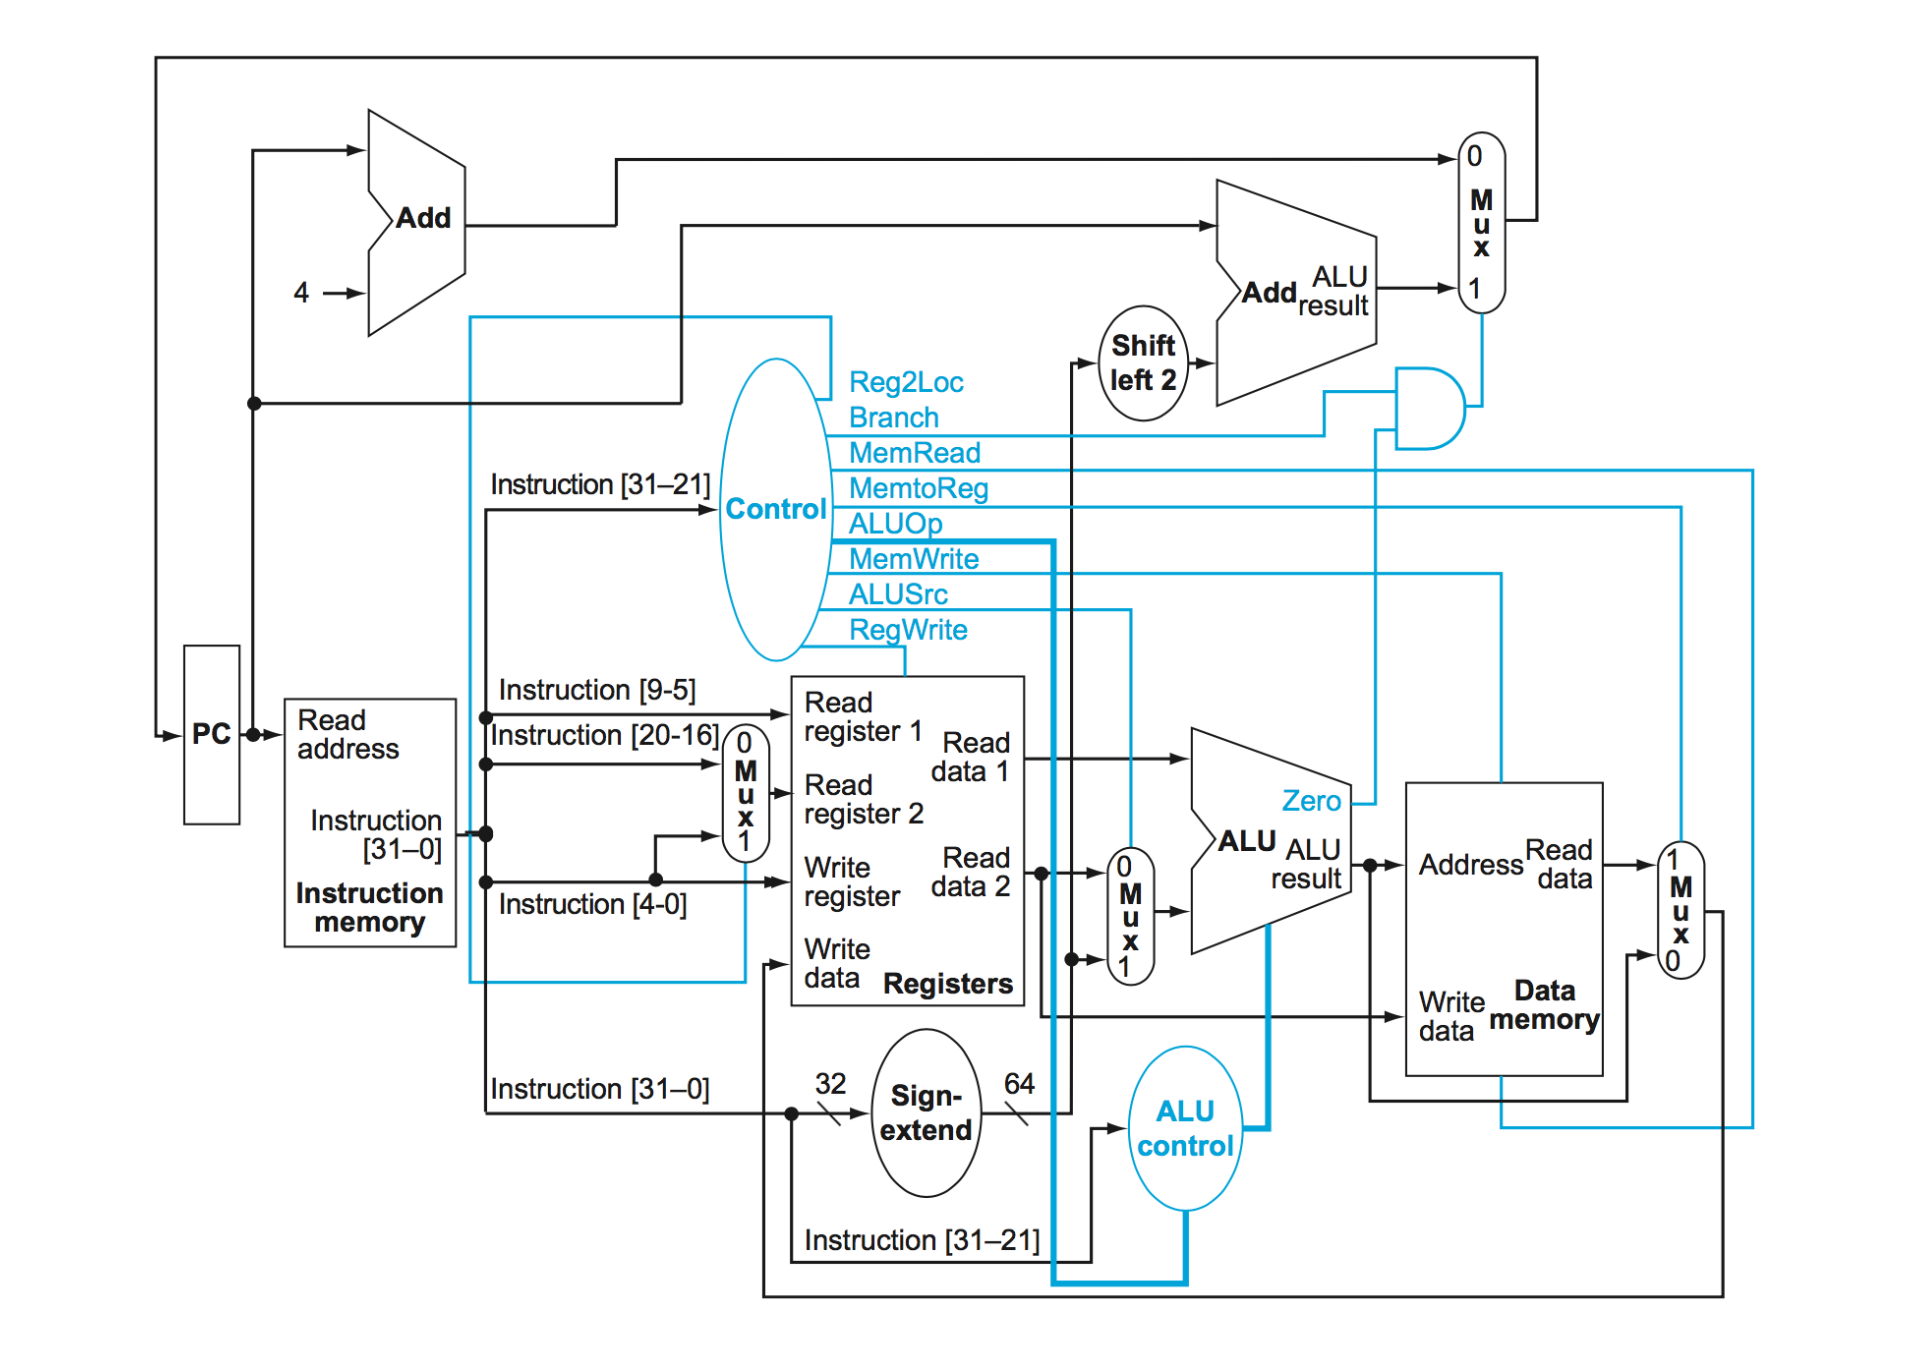 0
M
u
x
1
Add
4
Add
ALU
result
Shift
left 2
Reg2Loc
Branch
MemRead
MemtoReg
ALUOp
MemWrite
ALUSrc
RegWrite
Control
Instruction [31–21]
Instruction [9-5]
Instruction [20-16]
Instruction [4-0]
Instruction [31–0]
PC
Read
address
Instruction
[31–0]
Instruction
memory
0
M
u
x
1
Read
register 1
Read
register 2
Write
register
Write
data
Read
data 1
Read
data 2
Registers
0
M
u
x
1
Zero
ALU
ALU
result
Address
Read
data
Write
data
Data
memory
1
M
u
x
0
32
Sign-
extend
64
ALU
control
Instruction [31–21]